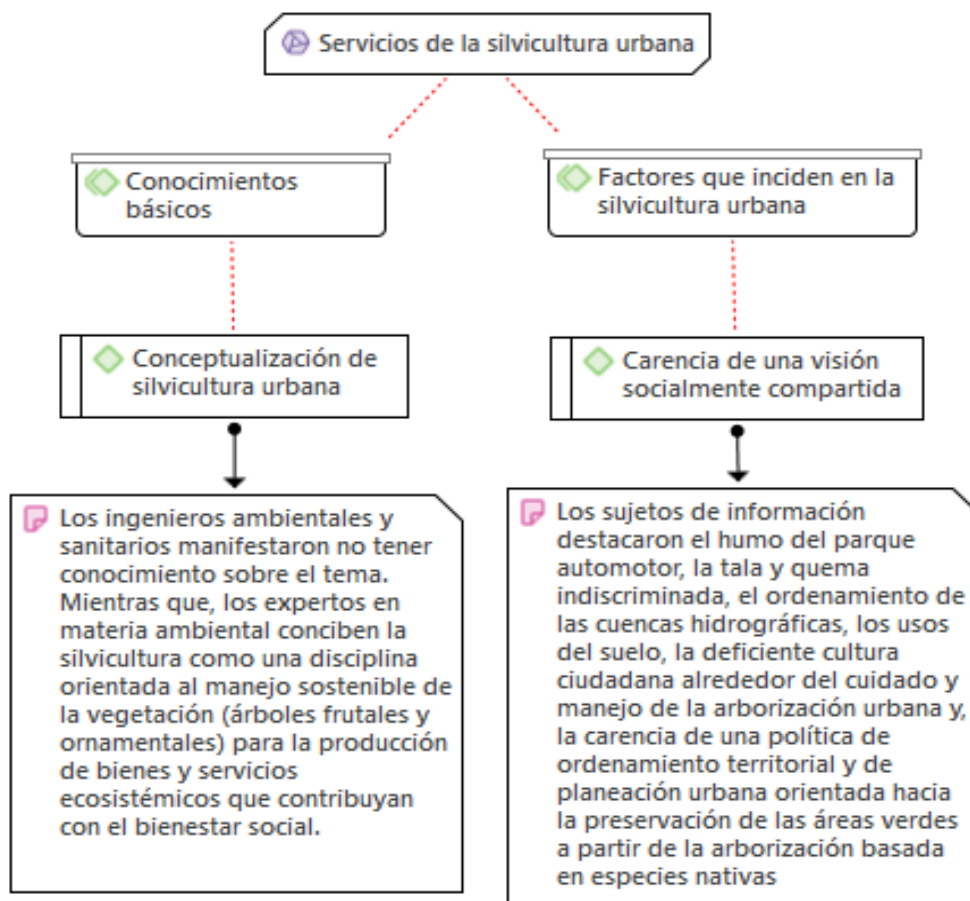 Servicios de la silvicultura urbana
Conocimientos
básicos
Factores que inciden en la
silvicultura urbana
Conceptualización de
silvicultura urbana
Carencia de una visión
socialmente compartida
Los ingenieros ambientales y
sanitarios manifestaron no tener
conocimiento sobre el tema.
Mientras que, los expertos en
materia ambiental conciben la
silvicultura como una disciplina
orientada al manejo sostenible de
la vegetación (árboles frutales y
ornamentales) para la producción
de bienes y servicios
ecosistémicos que contribuyan
con el bienestar social.
Los sujetos de información
destacaron el humo del parque
automotor, la tala y quema
indiscriminada, el ordenamiento de
las cuencas hidrográficas, los usos
del suelo, la deficiente cultura
ciudadana alrededor del cuidado y
manejo de la arborización urbana y,
la carencia de una política de
ordenamiento territorial y de
planeación urbana orientada hacia
la preservación de las áreas verdes
a partir de la arborización basada
en especies nativas